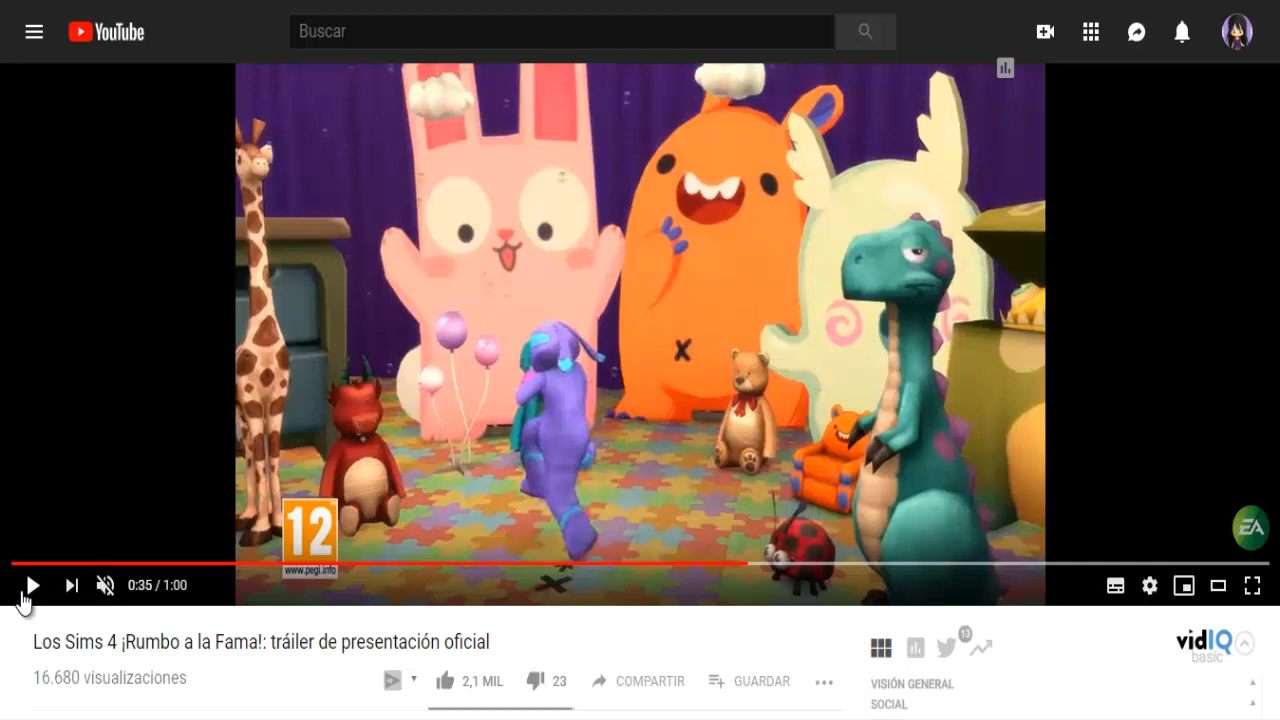 YouTube
Buscar
12
www.pegi.info
EA
0:35 / 1:00
Los Sims 4 ¡Rumbo a la Fama!: tráiler de presentación oficial
16.680 visualizaciones
2,1 MIL
23
COMPARTIR
GUARDAR
13
vidIQ
basic
VISIÓN GENERAL
SOCIAL